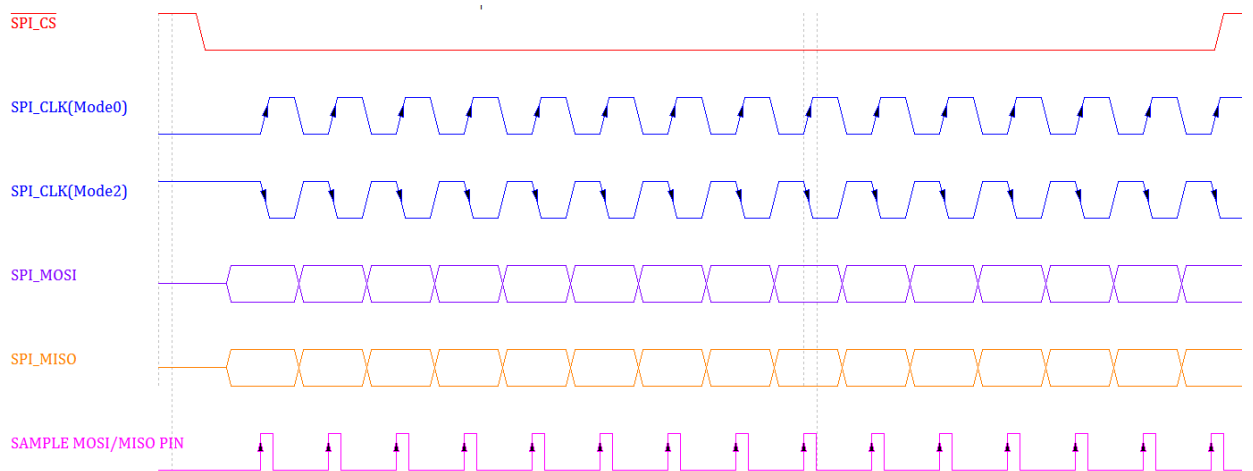 SPI_CS
SPI_CLK(Mode0)
SPI_CLK(Mode2)
SPI_MOSI
SPI_MISO
SAMPLE MOSI/MISO PIN